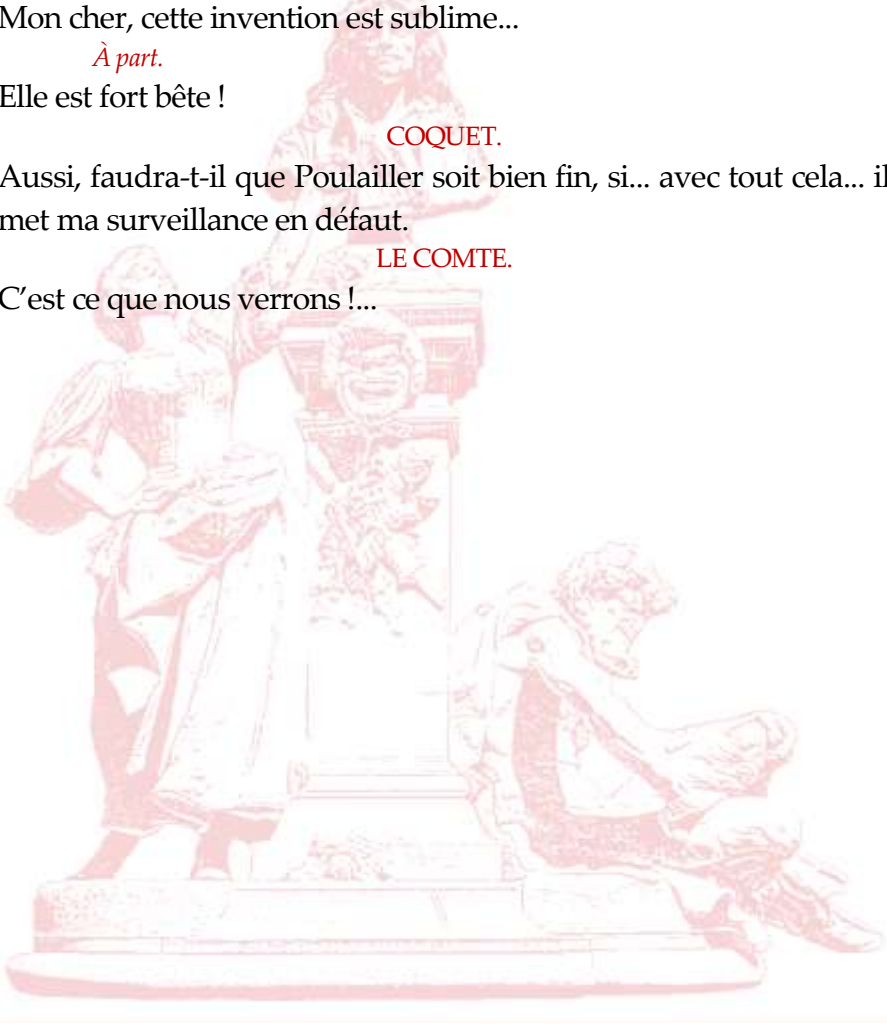 Mon cher, cette invention est sublime...
À part.
Elle est fort bête !
COQUET.
Aussi, faudra-t-il que Poulailler soit bien fin, si... avec tout cela... il
met ma surveillance en défaut.
LE COMTE.
C’est ce que nous verrons !...